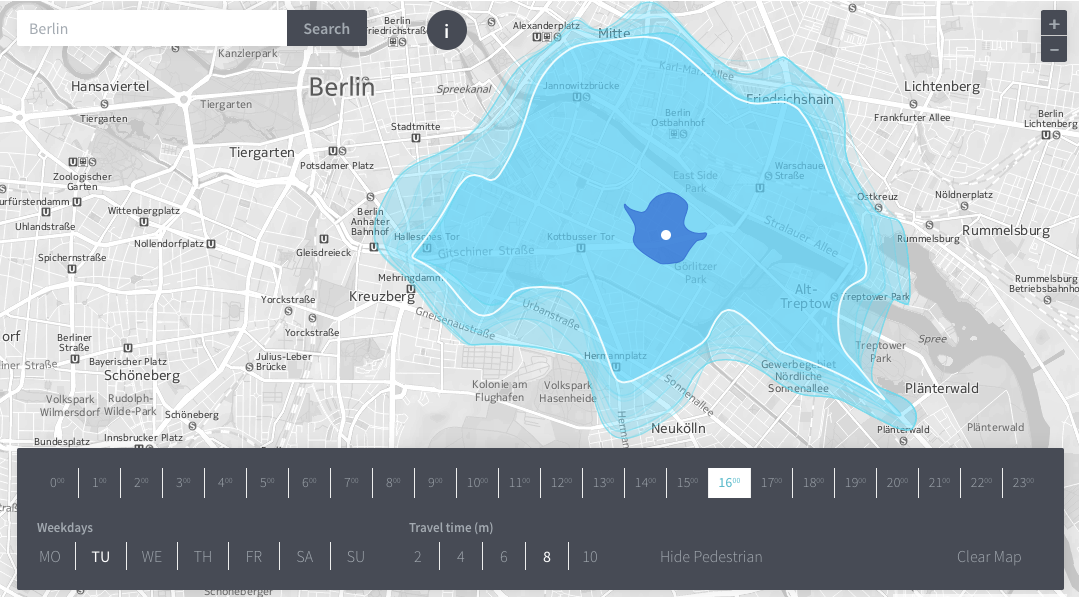 Berlin
Search
i
+
−
Berlin
Friedrichstraße
Alexanderplatz
Mitte
Kanzlerpark
Karl-Marx-Allee
Hansaviertel
Berlin
Spreekanal
Jannowitzbrücke
Friedrichshain
Lichtenberg
Tiergarten
Tiergarten
Stadtmitte
Berlin
Ostbahnhof
Frankfurter Allee
Berlin
Lichtenberg
Tiergarten
Potsdamer Platz
Zoologischer
Garten
East Side
Park
Warschauer
Straße
urfürstendamm
Wittenbergplatz
Ostkreuz
Nöldnerplatz
Uhlandstraße
Berlin
Anhalter
Bahnhof
Hallesches Tor
Kottbusser Tor
Stralauer Allee
Rummelsburg
Rummelsburg
Nollendorfplatz
Gleisdreieck
Gitschiner Straße
Spichernstraße
Mehringdamm
Görlitzer
Park
Rummelsburg
Betriebsbahnho
Kreuzberg
Alt-
Treptow
Treptower Park
Yorckstraße
Yorckstraße
Gneisenaustraße
Urbanstraße
orf
Berliner
Straße
Spree
Treptower
Park
iner Straße
Bayerischer Platz
Julius-Leber
Brücke
Hermannplatz
Gewerbegebiet
Nördliche
Sonnenallee
Schöneberg
Kolonie am
Flughafen
Volkspark
Hasenheide
Sonnenallee
Plänterwald
Volkspark
Wilmersdorf
Rudolph-
Wilde-Park
Schöneberg
Herman
Neukölln
Plänterwald
Plänterwald
Bundesplatz
Innsbrucker Platz
0⁰⁰ 1⁰⁰ 2⁰⁰ 3⁰⁰ 4⁰⁰ 5⁰⁰ 6⁰⁰ 7⁰⁰ 8⁰⁰ 9⁰⁰ 10⁰⁰ 11⁰⁰ 12⁰⁰ 13⁰⁰ 14⁰⁰ 15⁰⁰ 16⁰⁰ 17⁰⁰ 18⁰⁰ 19⁰⁰ 20⁰⁰ 21⁰⁰ 22⁰⁰ 23⁰⁰
Weekdays
Travel time (m)
MO TU WE TH FR SA SU
2 4 6 8 10
Hide Pedestrian
Clear Map
Schöneberger